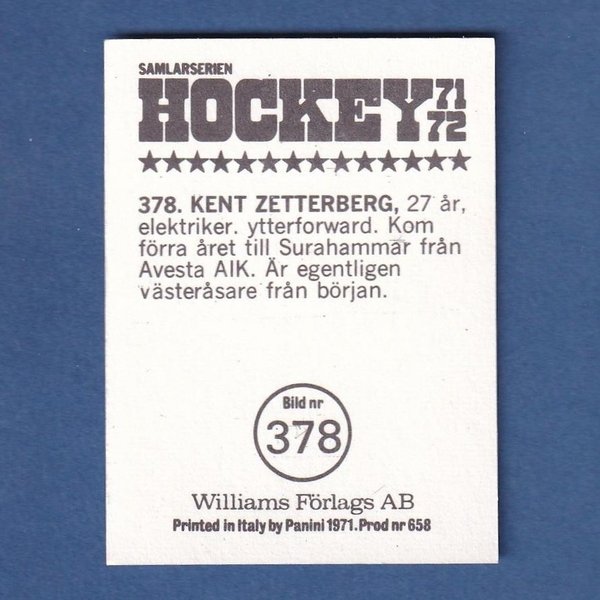 SAMLARSERIEN
HOCKEY 71 72
★★★★★★★★★★★★★★
378. KENT ZETTERBERG, 27 år,
elektriker. ytterforward. Kom
förra året till Surahammar från
Avesta AIK. Är egentligen
västeråsare från början.
Bild nr
378
Williams Förlags AB
Printed in Italy by Panini 1971. Prod nr 658